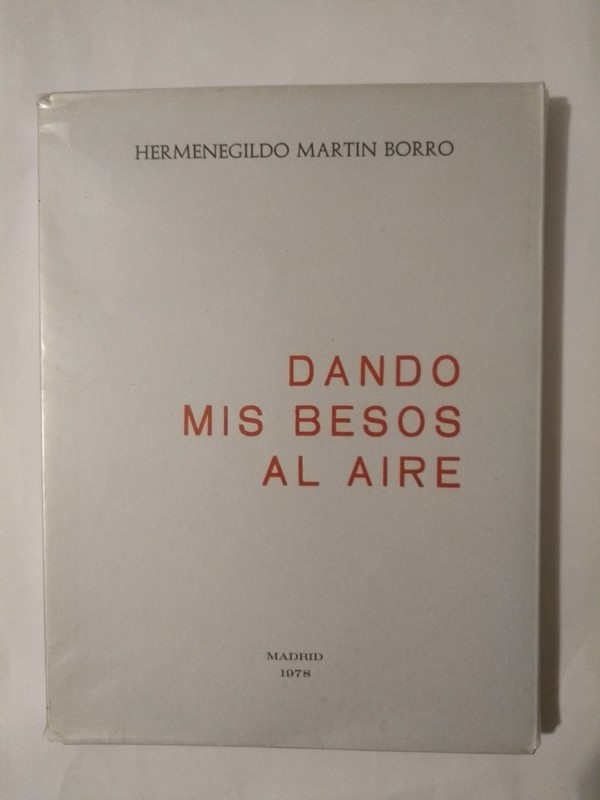 HERMENEGILDO MARTIN BORRO
DANDO
MIS BESOS
AL AIRE
MADRID
1978